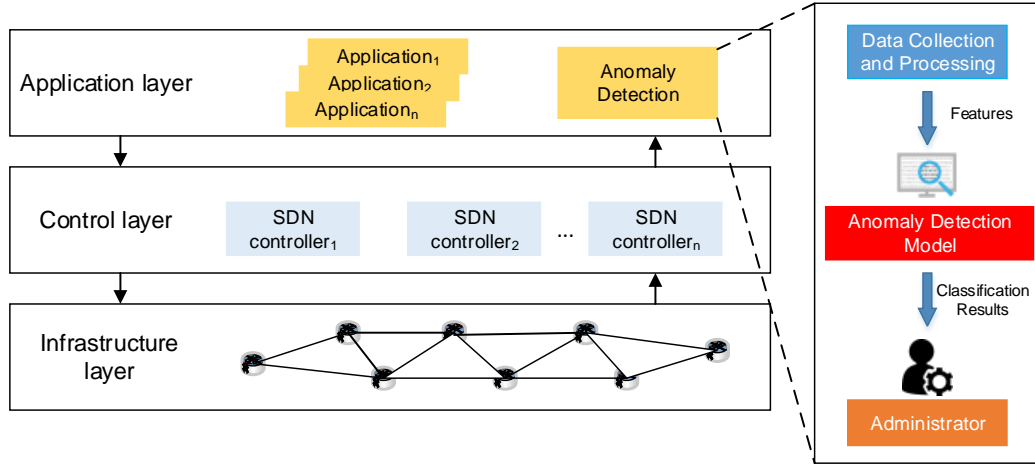 Application layer
Application₁
Application₂
Applicationₙ
Anomaly
Detection
Control layer
SDN
controller₁
SDN
controller₂
...
SDN
controllerₙ
Infrastructure
layer
Data Collection
and Processing
Features
Anomaly Detection
Model
Classification
Results
Administrator